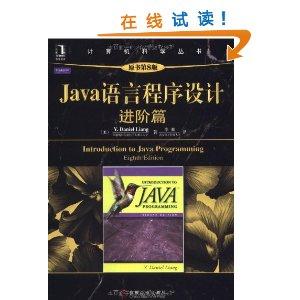 在线试读!
计算机科学丛书
原书第8版
Java语言程序设计
进阶篇
Y. Daniel Liang
Introduction to Java Programming
Eighth Edition
INTRODUCTION TO
JAVA
PROGRAMMING
Y. Daniel Liang